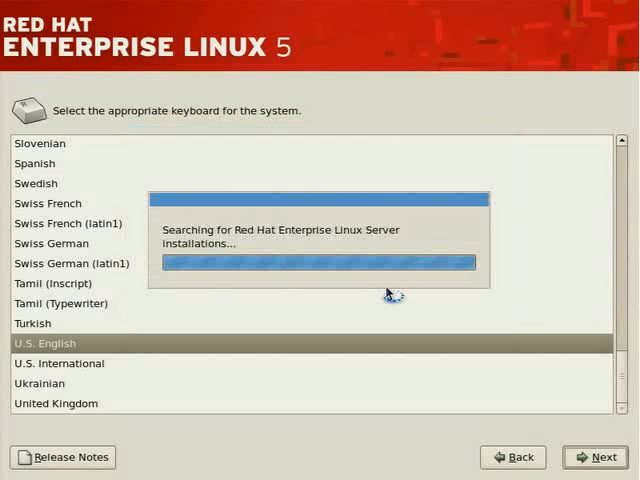 RED HAT
ENTERPRISE LINUX 5
Select the appropriate keyboard for the system.
Slovenian
Spanish
Swedish
Swiss French
Swiss French (latin1)
Swiss German
Swiss German (latin1)
Tamil (Inscript)
Tamil (Typewriter)
Turkish
U.S. English
U.S. International
Ukrainian
United Kingdom
Searching for Red Hat Enterprise Linux Server
installations...
Release Notes
Back
Next